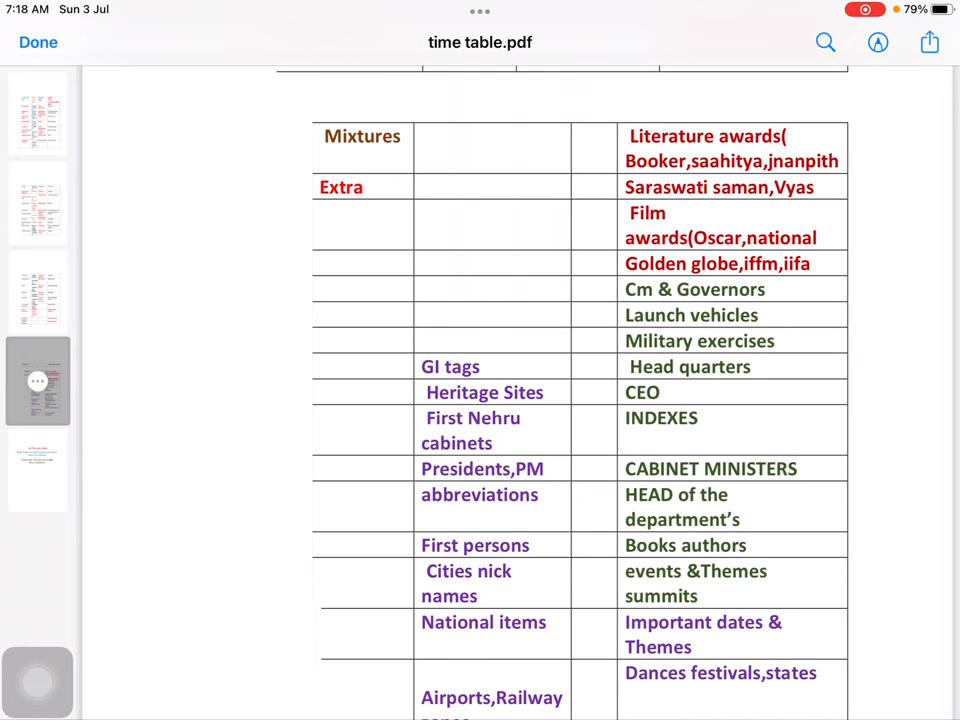 7:18 AM Sun 3 Jul
79%
Done
time table.pdf
Mixtures
Literature awards(
Booker,saahitya,jnanpith
Extra
Saraswati saman,Vyas
Film
awards(Oscar,national
Golden globe,iffm,iifa
Cm & Governors
Launch vehicles
Military exercises
GI tags
Head quarters
Heritage Sites
CEO
First Nehru
cabinets
INDEXES
Presidents,PM
CABINET MINISTERS
abbreviations
HEAD of the
department’s
First persons
Books authors
Cities nick
names
events &Themes
summits
National items
Important dates &
Themes
Dances festivals,states
Airports,Railway